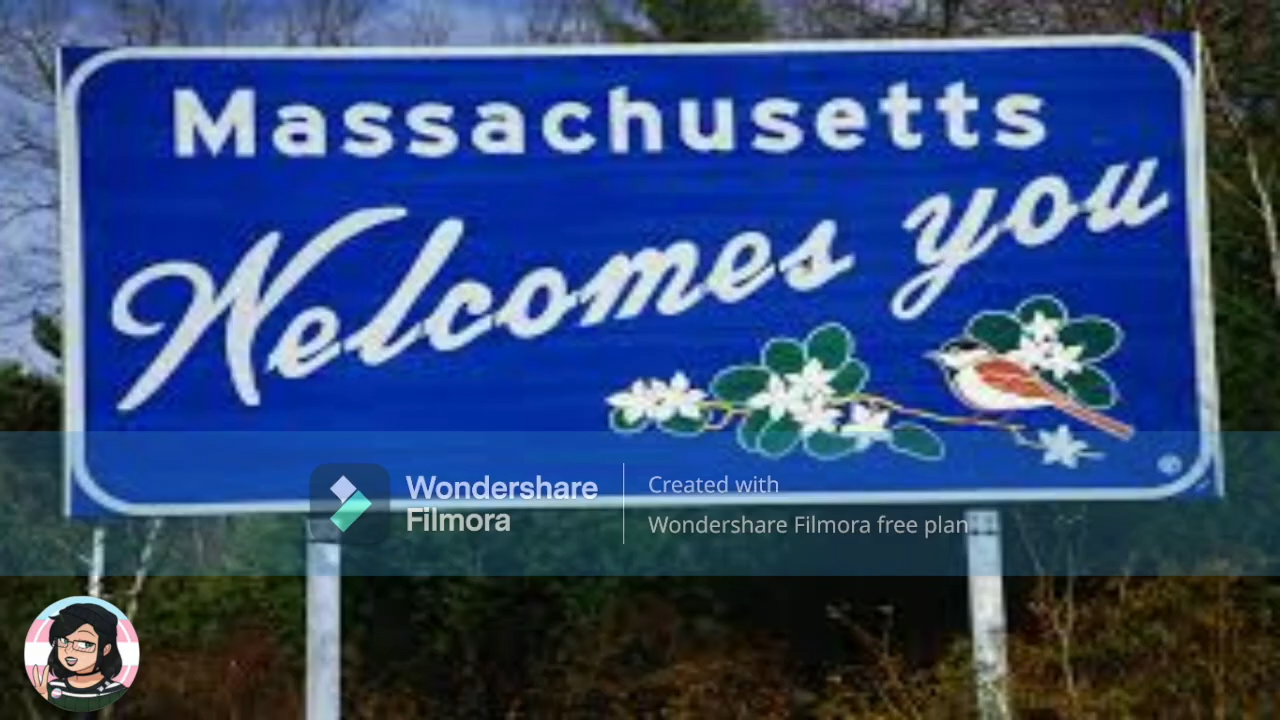 Massachusetts
Welcomes you
Wondershare
Filmora
Created with
Wondershare Filmora free plan